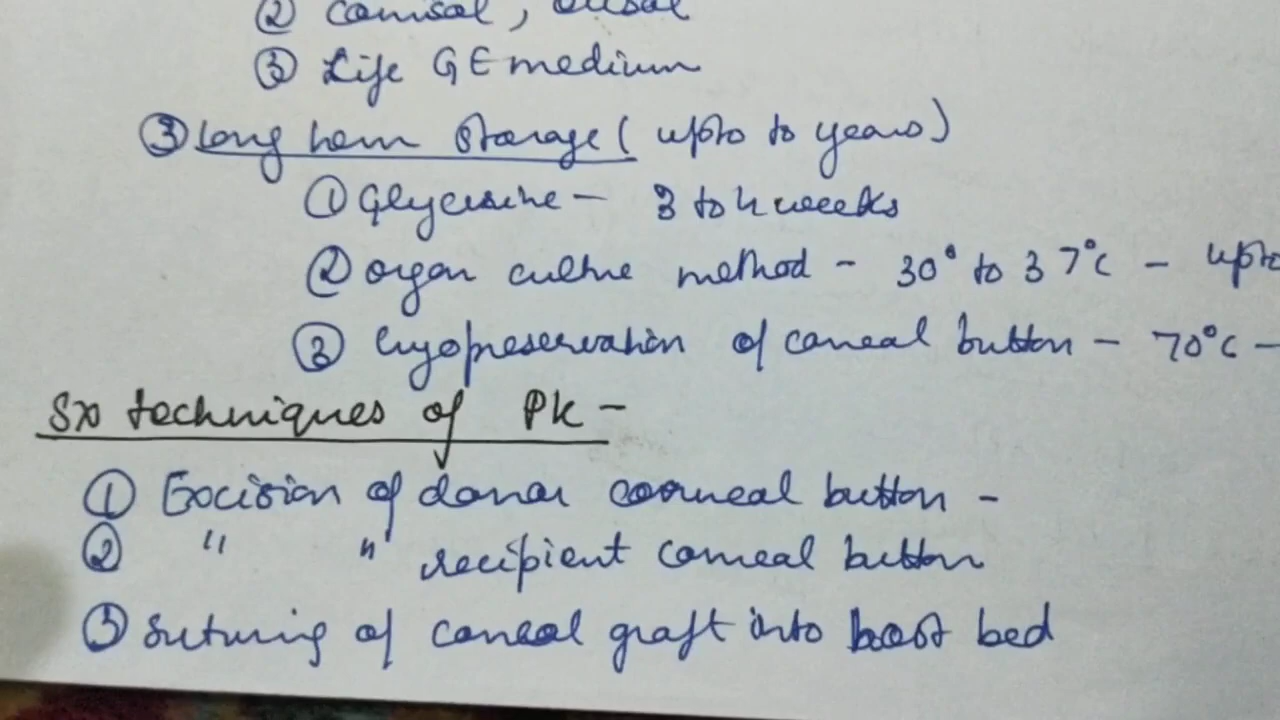 ② Cornisol,
③ Life GE medium
③ Long term storage ( upto to years )
① Glycerine - 3 to 4 weeks
② organ culture method - 30° to 37°C - upto
③ Cryopreservation of corneal button - 70°C -
Sx techniques of PK -
① Excision of donor corneal button -
② " " recipient corneal button
③ Suturing of corneal graft into host bed